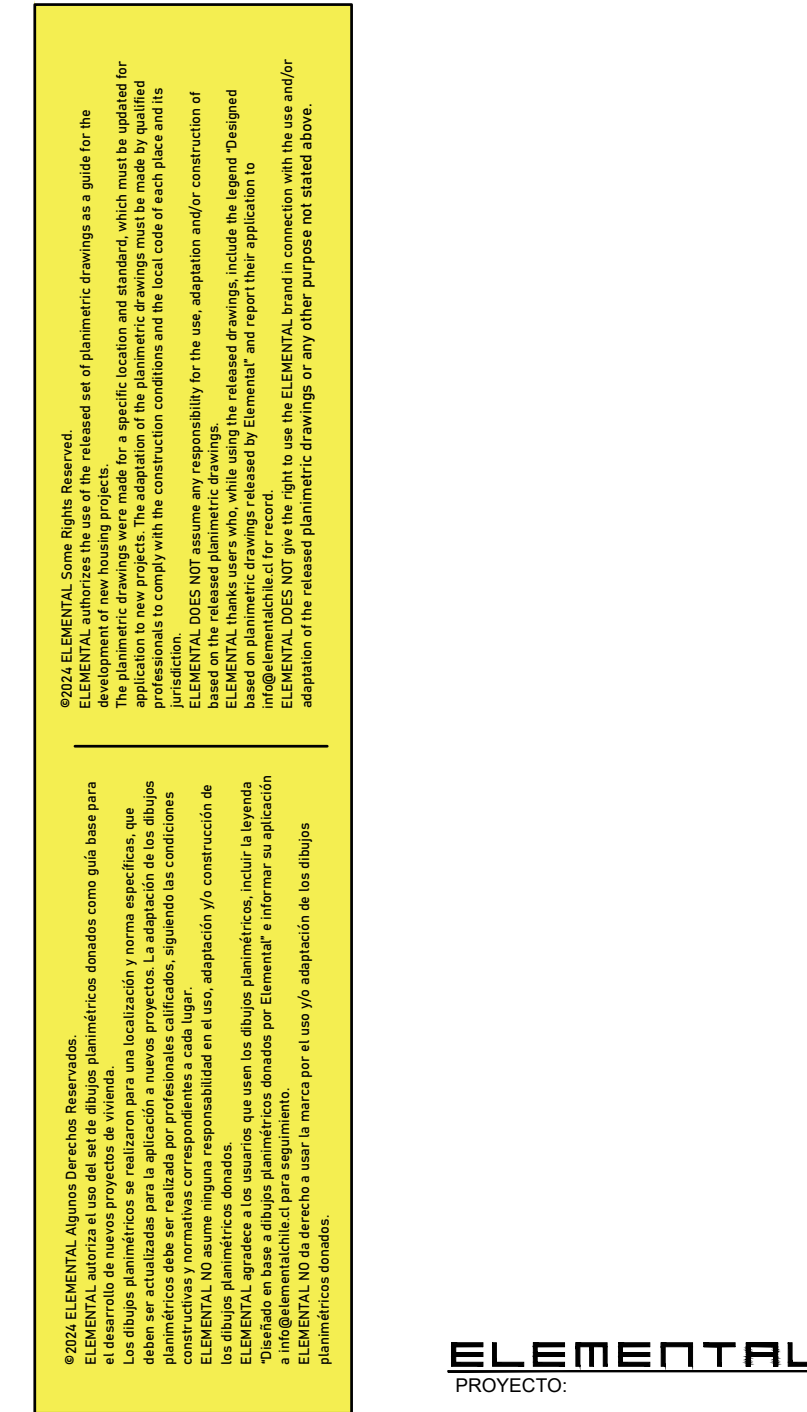 ©2024 ELEMENTAL Algunos Derechos Reservados.
ELEMENTAL autoriza el uso del set de dibujos planimétricos donados como guía base para
el desarrollo de nuevos proyectos de vivienda.
Los dibujos planimétricos se realizaron para una localización y norma específicas, que
deben ser actualizadas para la aplicación a nuevos proyectos. La adaptación de los dibujos
planimétricos debe ser realizada por profesionales calificados, siguiendo las condiciones
constructivas y normativas correspondientes a cada lugar.
ELEMENTAL NO asume ninguna responsabilidad en el uso, adaptación y/o construcción de
los dibujos planimétricos donados.
ELEMENTAL agradece a los usuarios que usen los dibujos planimétricos, incluir la leyenda
"Diseñado en base a dibujos planimétricos donados por Elemental" e informar su aplicación
a info@elementalchile.cl para seguimiento.
ELEMENTAL NO da derecho a usar la marca por el uso y/o adaptación de los dibujos
planimétricos donados.
©2024 ELEMENTAL Some Rights Reserved.
ELEMENTAL authorizes the use of the released set of planimetric drawings as a guide for the
development of new housing projects.
The planimetric drawings were made for a specific location and standard, which must be updated for
application to new projects. The adaptation of the planimetric drawings must be made by qualified
professionals to comply with the construction conditions and the local code of each place and its
jurisdiction.
ELEMENTAL DOES NOT assume any responsibility for the use, adaptation and/or construction of
based on the released planimetric drawings.
ELEMENTAL thanks users who, while using the released drawings, include the legend "Designed
based on planimetric drawings released by Elemental" and report their application to
info@elementalchile.cl for record.
ELEMENTAL DOES NOT give the right to use the ELEMENTAL brand in connection with the use and/or
adaptation of the released planimetric drawings or any other purpose not stated above.
ELEMENTAL
PROYECTO: